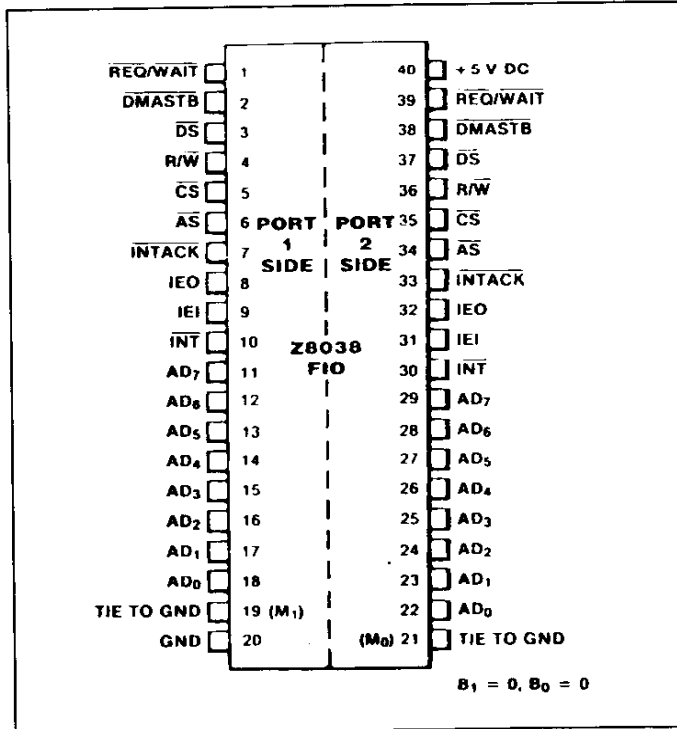 REQ/WAIT 1 40 + 5 V DC
DMASTB 2 39 REQ/WAIT
DS 3 38 DMASTB
R/W 4 37 DS
CS 5 36 R/W
AS 6 35 CS
INTACK 7 34 AS
IEO 8 33 INTACK
IEI 9 32 IEO
INT 10 31 IEI
AD7 11 30 INT
AD6 12 29 AD7
AD5 13 28 AD6
AD4 14 27 AD5
AD3 15 26 AD4
AD2 16 25 AD3
AD1 17 24 AD2
AD0 18 23 AD1
TIE TO GND 19 (M1) 22 AD0
GND 20 (M0) 21 TIE TO GND
PORT 1 SIDE
PORT 2 SIDE
Z8038
FIO
B1 = 0, B0 = 0